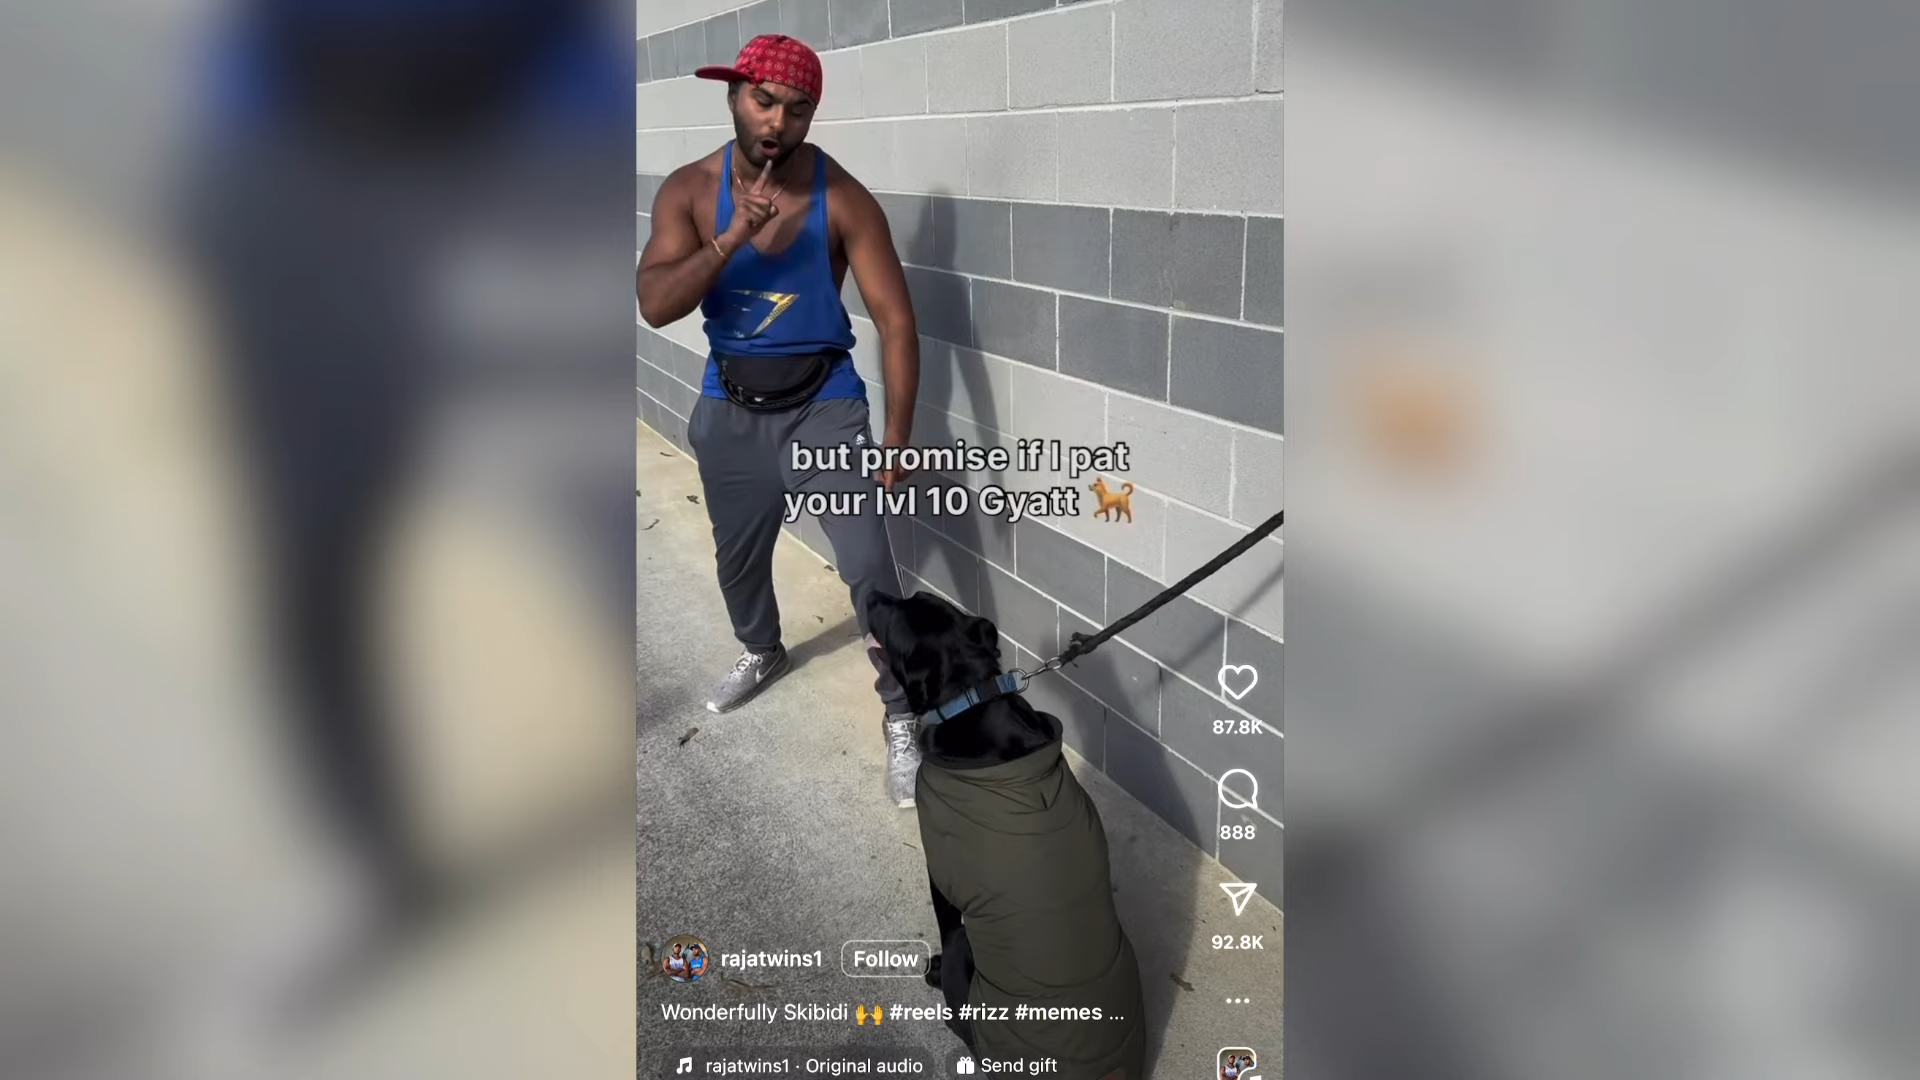 but promise if I pat
your lvl 10 Gyatt 🐕
87.8K
888
92.8K
rajatwins1 Follow
Wonderfully Skibidi 🙌 #reels #rizz #memes ...
rajatwins1 · Original audio
Send gift